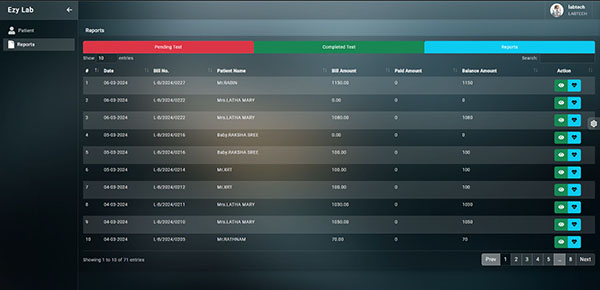 Ezy Lab
labtech
LABTECH
Patient
Reports
Reports
Pending Test Completed Test Reports
Show 10 entries Search:
# Date Bill No. Patient Name Bill Amount Paid Amount Balance Amount Action
1 06-03-2024 L-B/2024/0227 Mr.RABIN 1150.00 0 1150
2 06-03-2024 L-B/2024/0222 Mrs.LATHA MARY 0.00 0 0
3 06-03-2024 L-B/2024/0222 Mrs.LATHA MARY 1080.00 0 1080
4 05-03-2024 L-B/2024/0216 Baby.RAKSHA SREE 0.00 0 0
5 05-03-2024 L-B/2024/0216 Baby.RAKSHA SREE 100.00 0 100
6 05-03-2024 L-B/2024/0214 100.00 0 100
7 04-03-2024 L-B/2024/0212 100.00 0 100
8 04-03-2024 L-B/2024/0211 Mrs.LATHA MARY 1030.00 0 1030
9 04-03-2024 L-B/2024/0210 Mrs.LATHA MARY 1050.00 0 1050
10 04-03-2024 L-B/2024/0205 Mr.RATHNAM 70.00 0 70
Showing 1 to 10 of 71 entries Prev 1 2 3 4 5 ... 8 Next